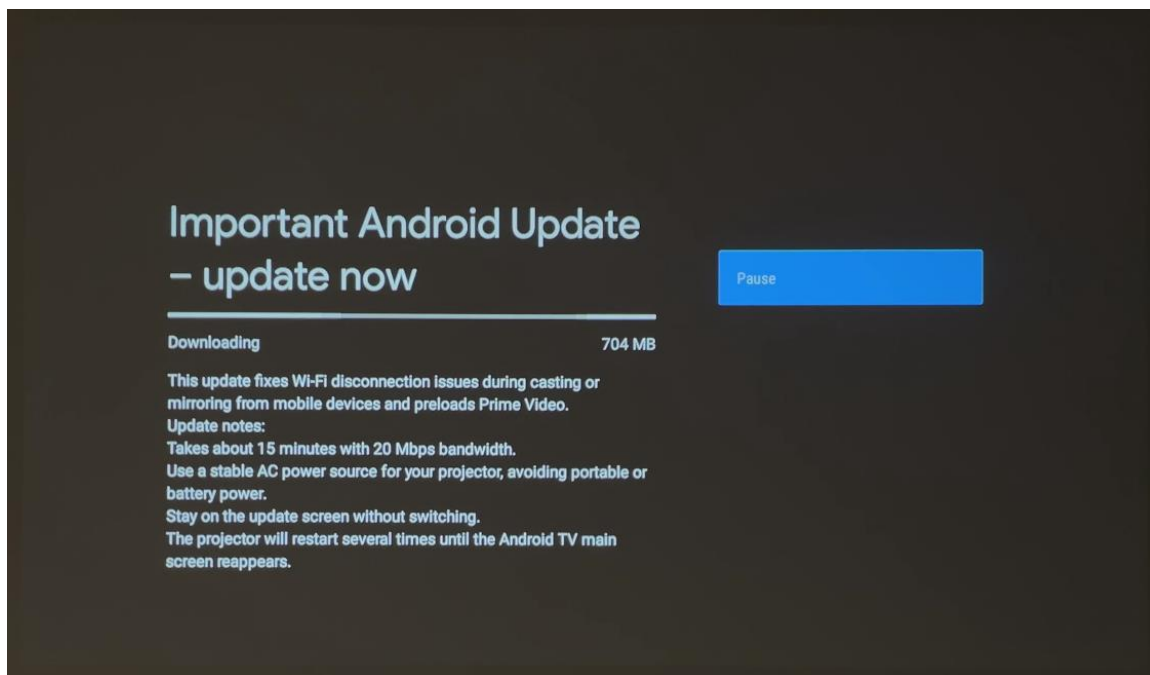 Important Android Update
– update now
Pause
Downloading 704 MB
This update fixes Wi-Fi disconnection issues during casting or
mirroring from mobile devices and preloads Prime Video.
Update notes:
Takes about 15 minutes with 20 Mbps bandwidth.
Use a stable AC power source for your projector, avoiding portable or
battery power.
Stay on the update screen without switching.
The projector will restart several times until the Android TV main
screen reappears.